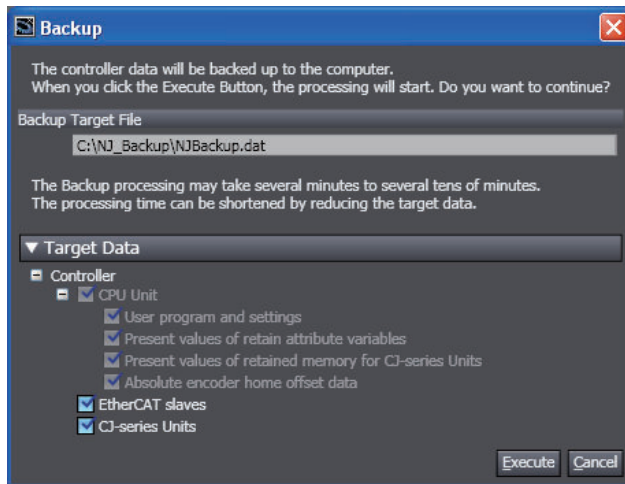 Backup
The controller data will be backed up to the computer.
When you click the Execute Button, the processing will start. Do you want to continue?
Backup Target File
C:\NJ_Backup\NJBackup.dat
The Backup processing may take several minutes to several tens of minutes.
The processing time can be shortened by reducing the target data.
Target Data
Controller
CPU Unit
User program and settings
Present values of retain attribute variables
Present values of retained memory for CJ-series Units
Absolute encoder home offset data
EtherCAT slaves
CJ-series Units
Execute Cancel